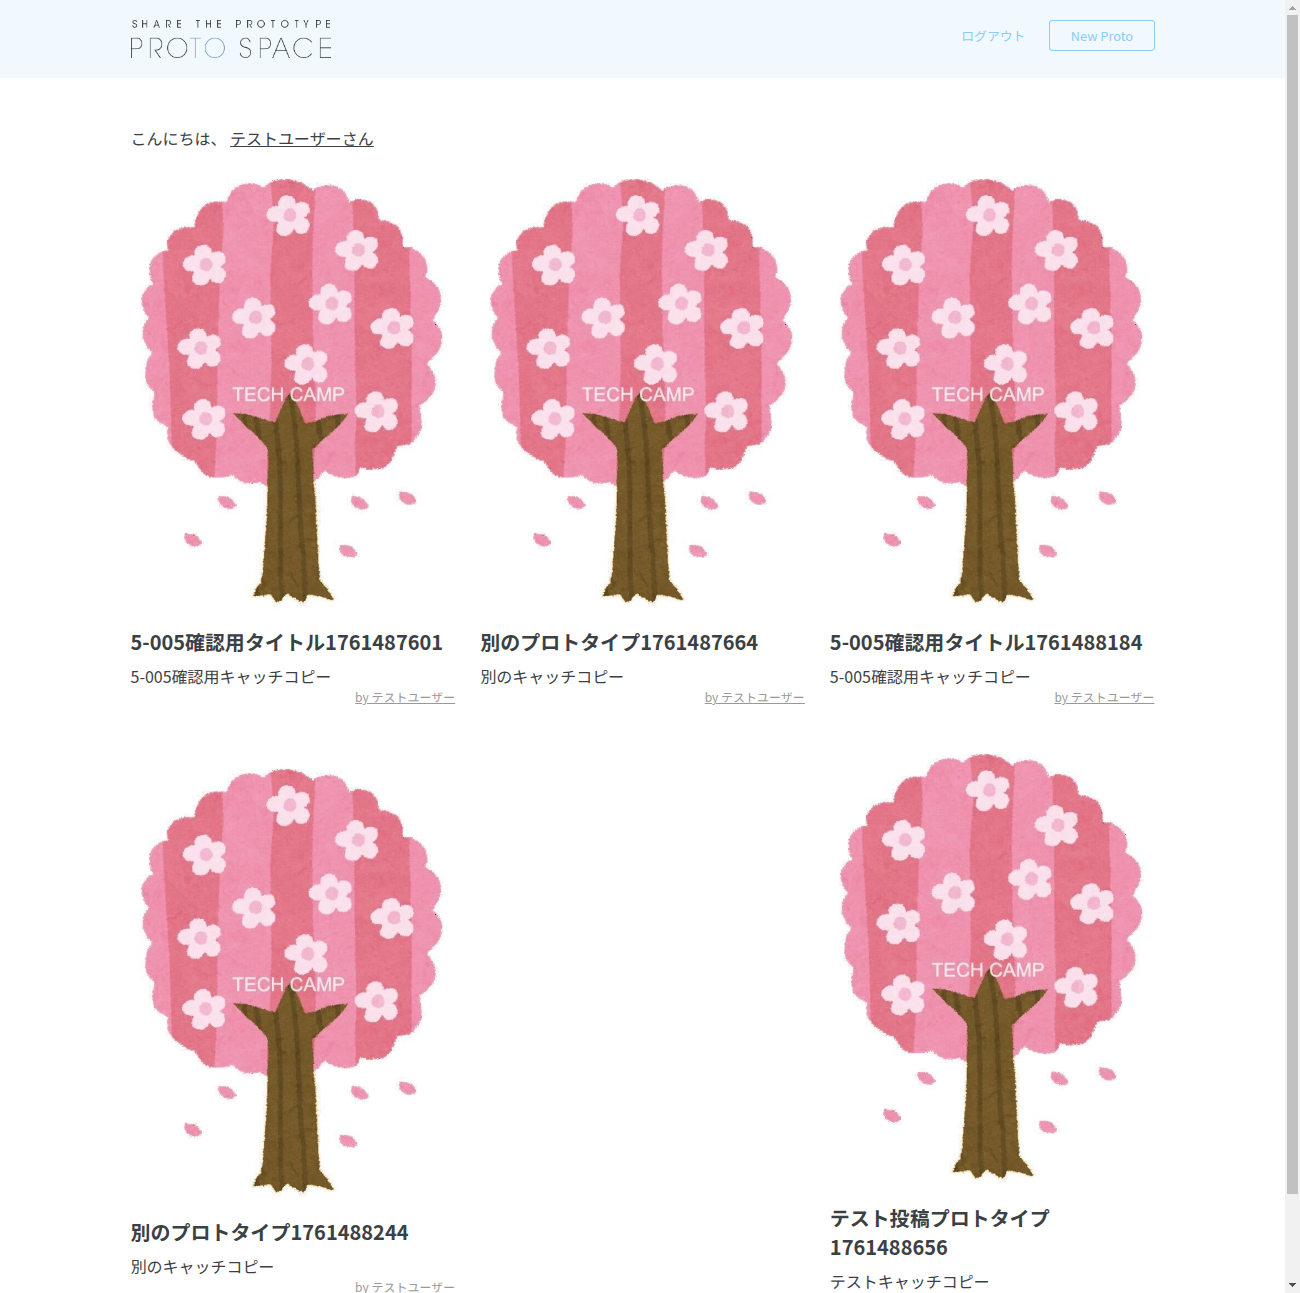 SHARE THE PROTOTYPE
PROTO SPACE
ログアウト
New Proto
こんにちは、 テストユーザーさん
TECH CAMP
TECH CAMP
TECH CAMP
5-005確認用タイトル1761487601
5-005確認用キャッチコピー
by テストユーザー
別のプロトタイプ1761487664
別のキャッチコピー
by テストユーザー
5-005確認用タイトル1761488184
5-005確認用キャッチコピー
by テストユーザー
TECH CAMP
TECH CAMP
別のプロトタイプ1761488244
別のキャッチコピー
by テストユーザー
テスト投稿プロトタイプ
1761488656
テストキャッチコピー